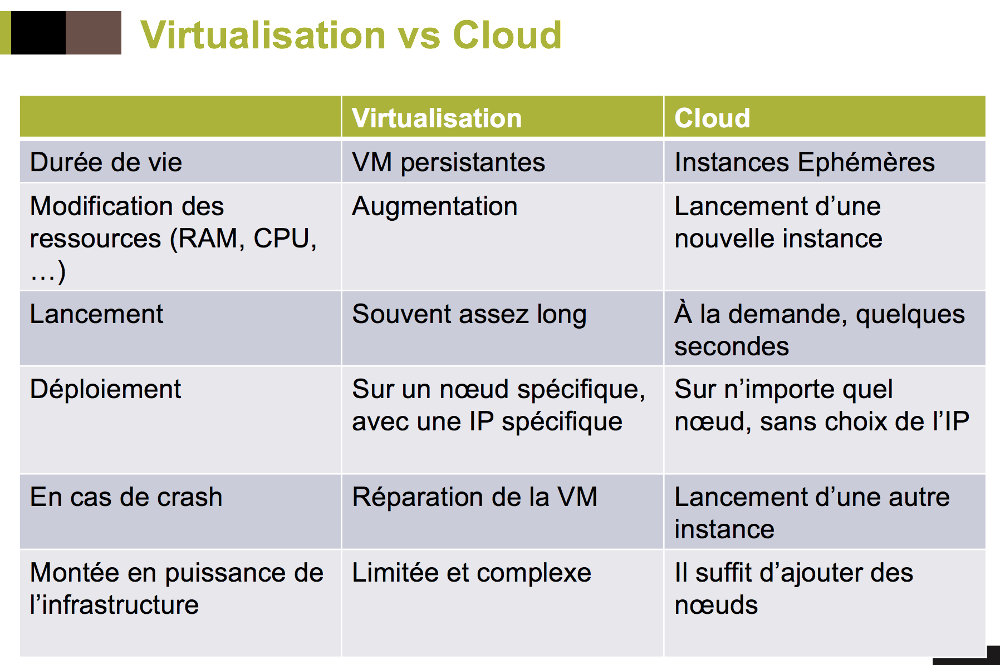 Virtualisation vs Cloud
Virtualisation
Cloud
Durée de vie
VM persistantes
Instances Ephémères
Modification des
ressources (RAM, CPU,
…)
Augmentation
Lancement d’une
nouvelle instance
Lancement
Souvent assez long
À la demande, quelques
secondes
Déploiement
Sur un nœud spécifique,
avec une IP spécifique
Sur n’importe quel
nœud, sans choix de l’IP
En cas de crash
Réparation de la VM
Lancement d’une autre
instance
Montée en puissance de
l’infrastructure
Limitée et complexe
Il suffit d’ajouter des
nœuds